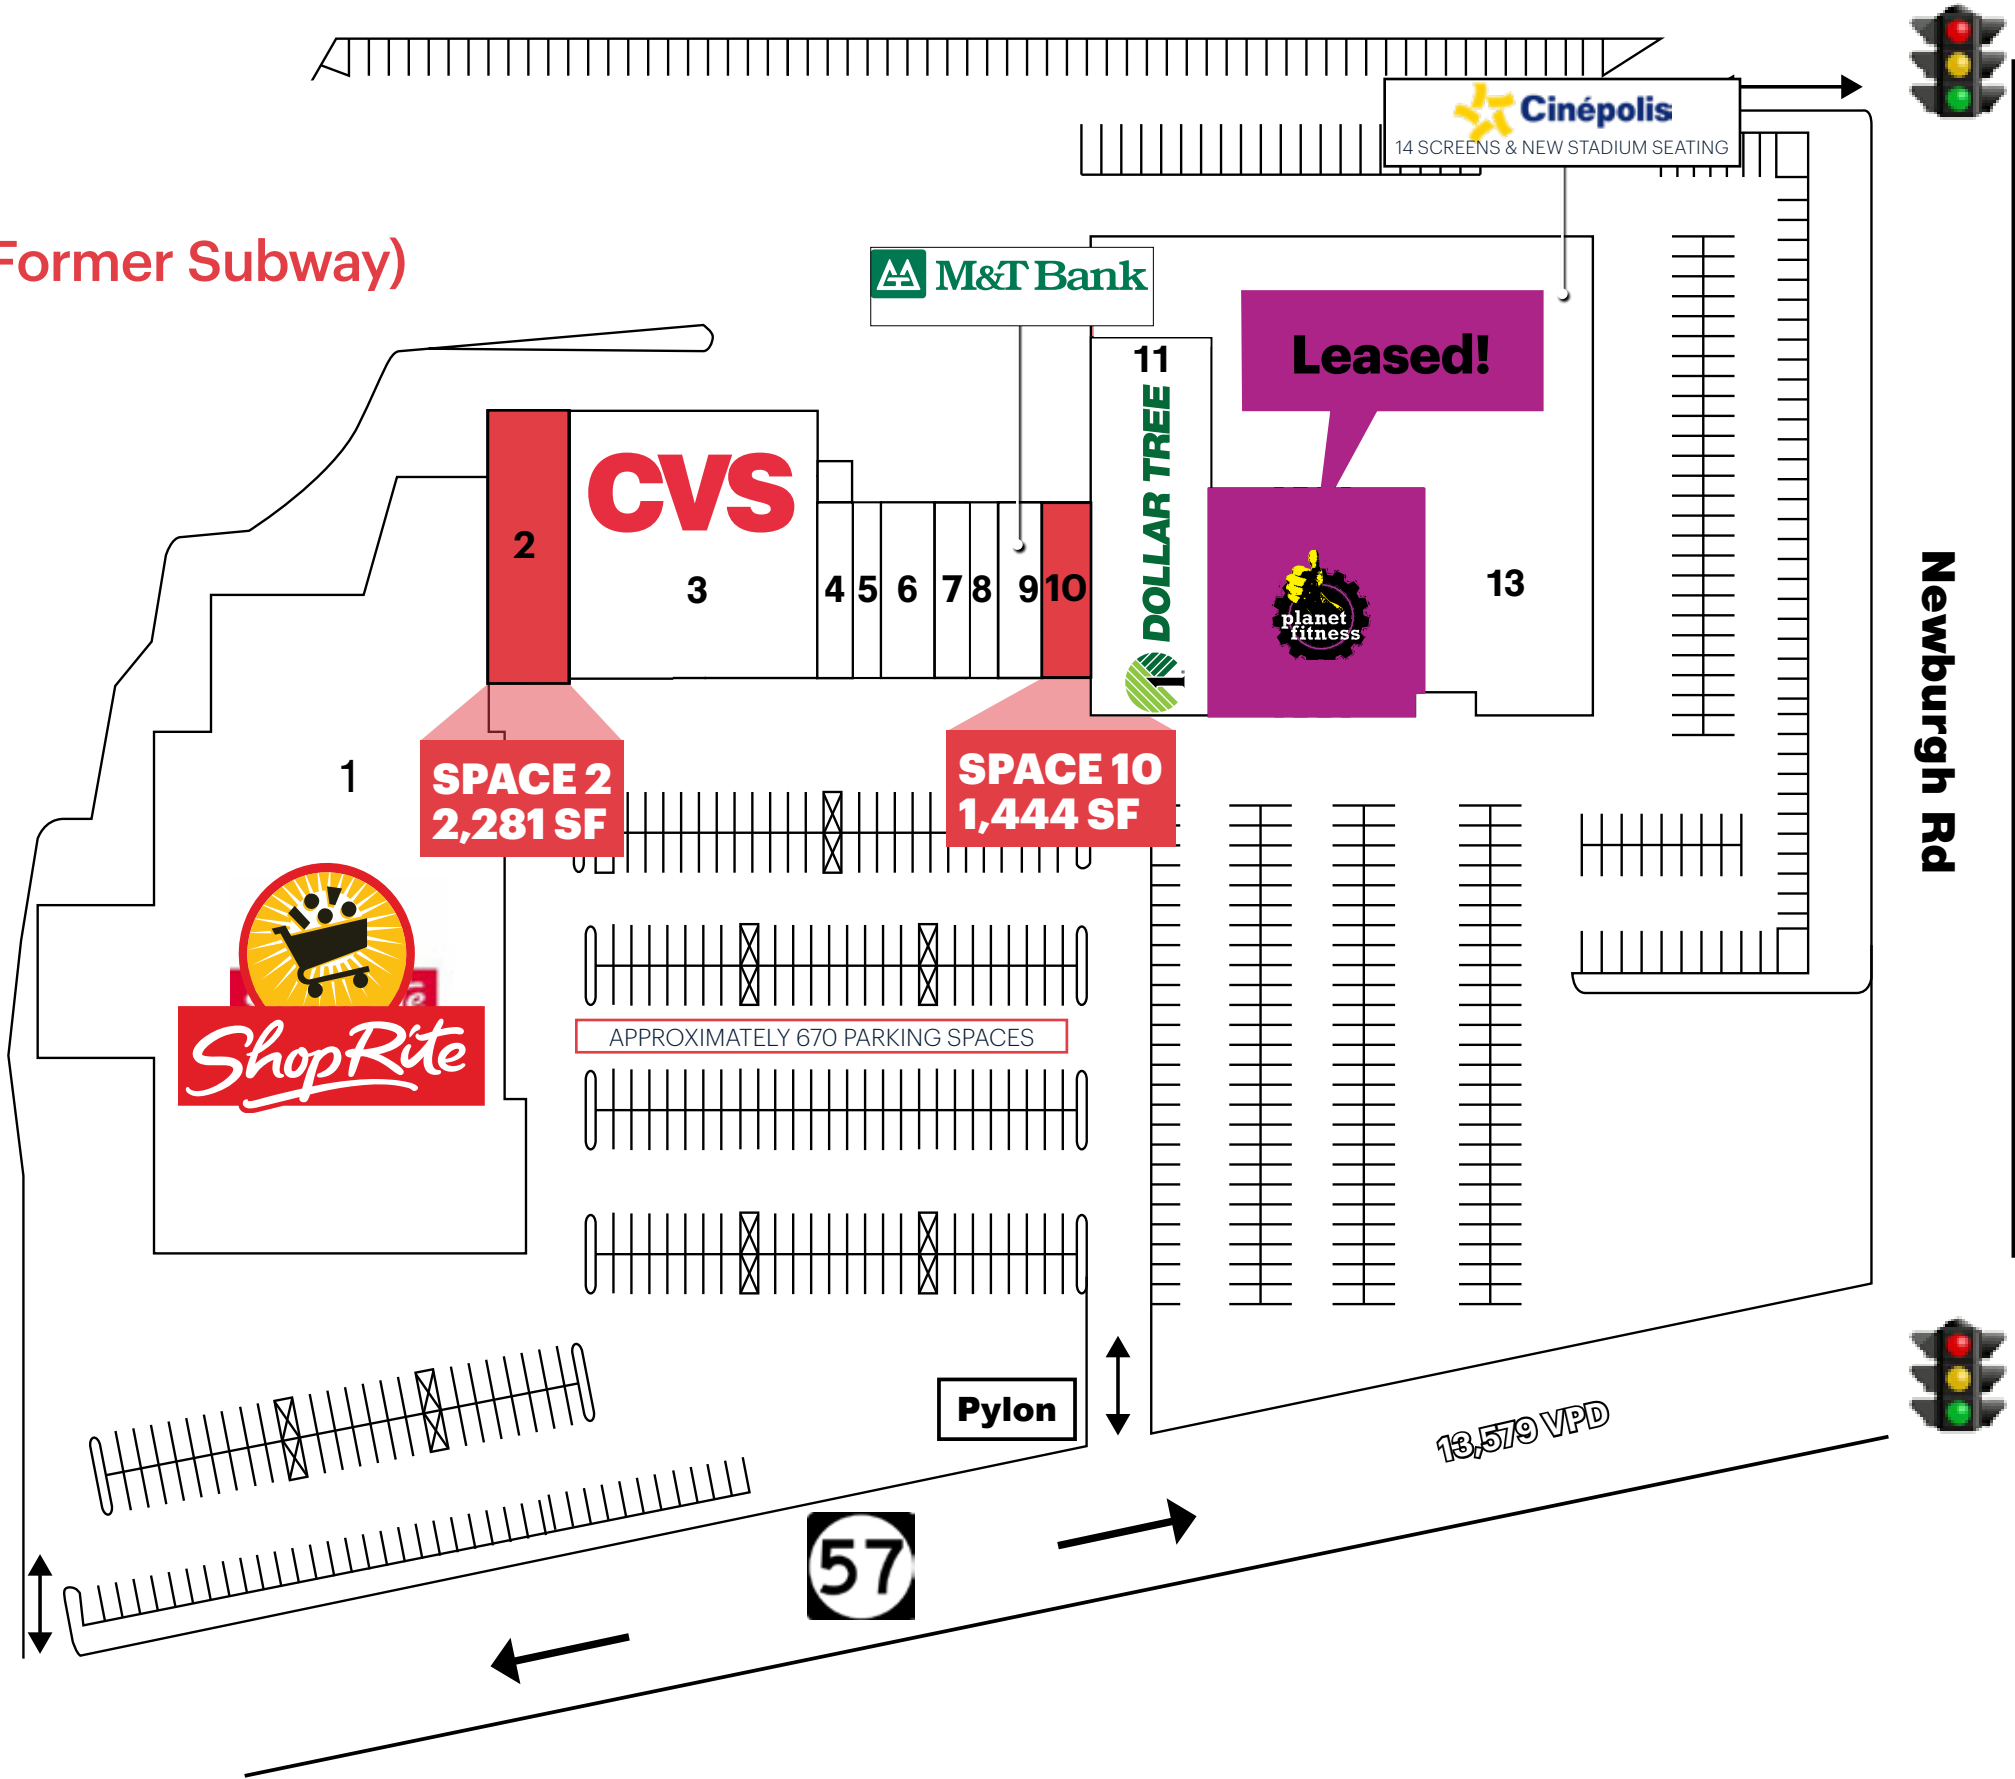 Cinépolis
14 SCREENS & NEW STADIUM SEATING
Former Subway)
M&T Bank
Leased!
11
DOLLAR TREE
CVS
2
3
4
5
6
7
8
9
10
planet
fitness
13
Newburgh Rd
1
SPACE 2
2,281 SF
SPACE 10
1,444 SF
ShopRite
APPROXIMATELY 670 PARKING SPACES
Pylon
13,579 VPD
57